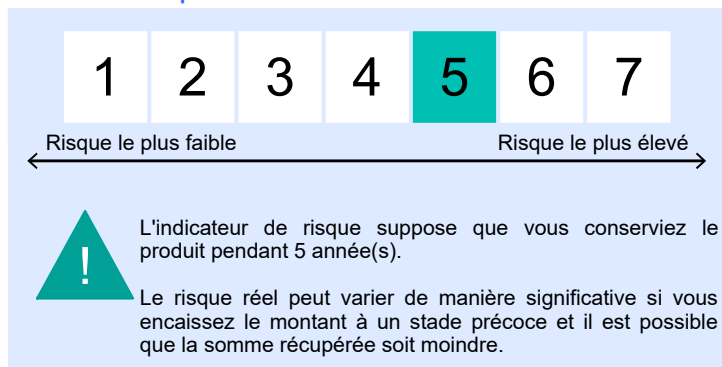 1 2 3 4 5 6 7
Risque le plus faible Risque le plus élevé
! L'indicateur de risque suppose que vous conserviez le
produit pendant 5 année(s).
Le risque réel peut varier de manière significative si vous
encaissez le montant à un stade précoce et il est possible
que la somme récupérée soit moindre.